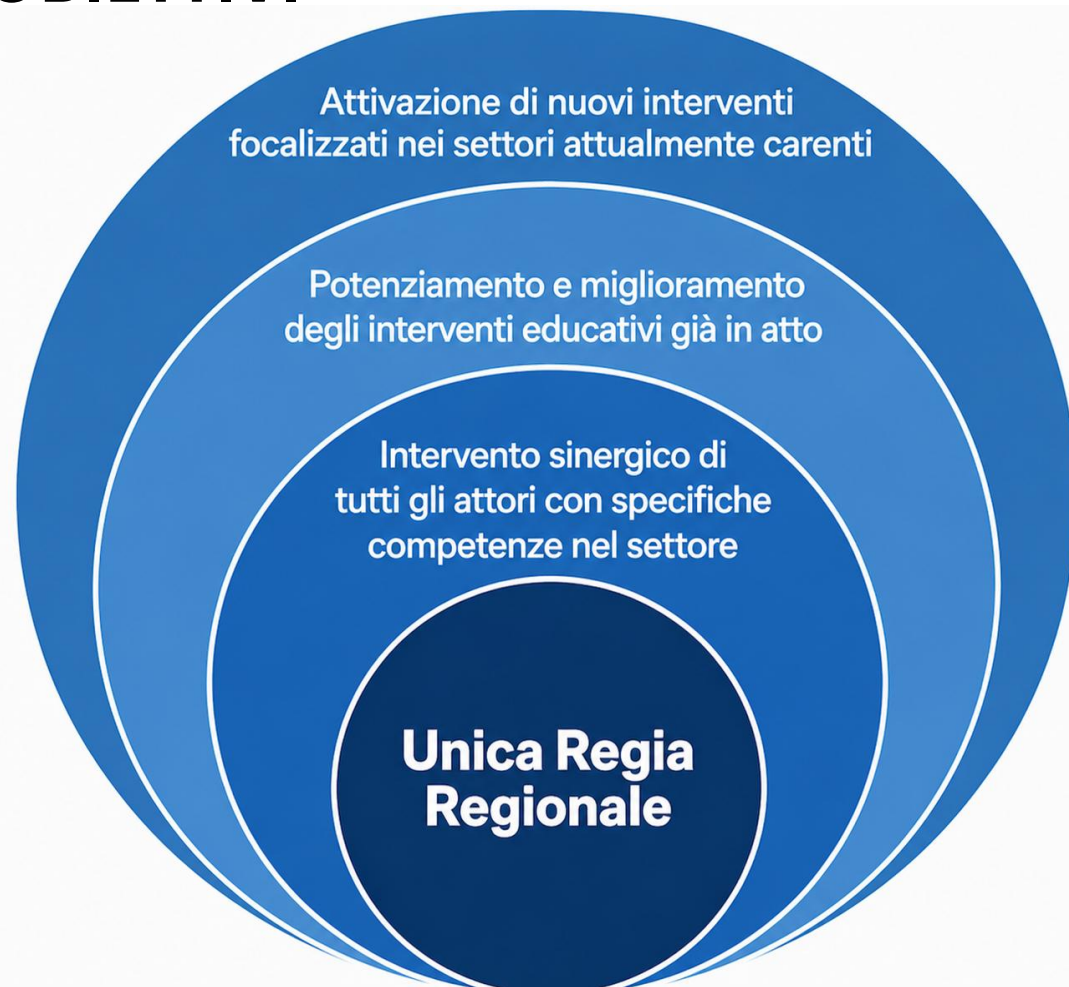 OBIETTIVI
Attivazione di nuovi interventi
focalizzati nei settori attualmente carenti
Potenziamento e miglioramento
degli interventi educativi già in atto
Intervento sinergico di
tutti gli attori con specifiche
competenze nel settore
Unica Regia
Regionale